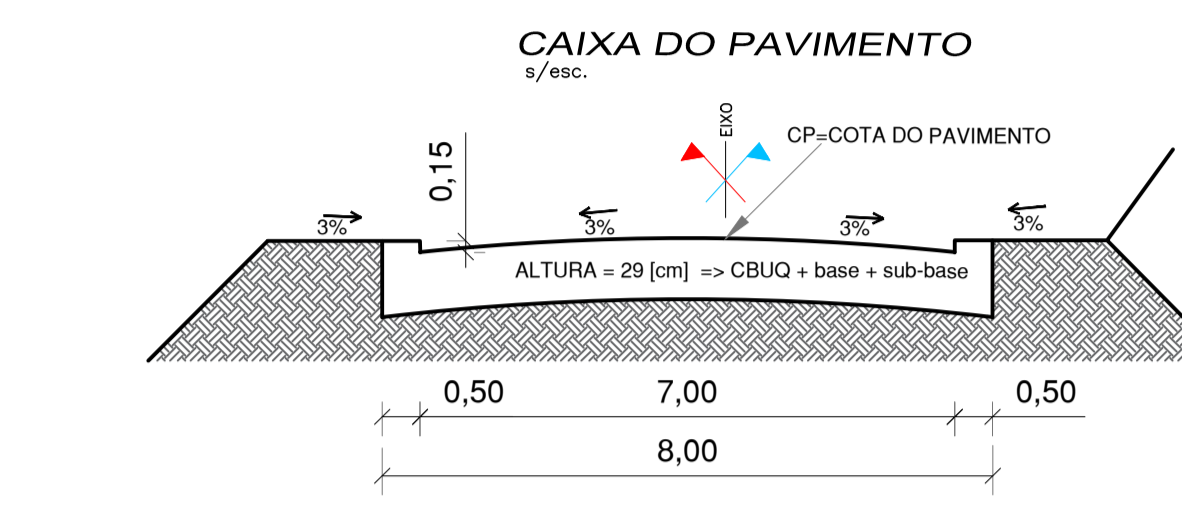 CAIXA DO PAVIMENTO
s/esc.
EIXO
CP=COTA DO PAVIMENTO
0,15
3%
3%
3%
3%
ALTURA = 29 [cm] => CBUQ + base + sub-base
0,50
7,00
0,50
8,00